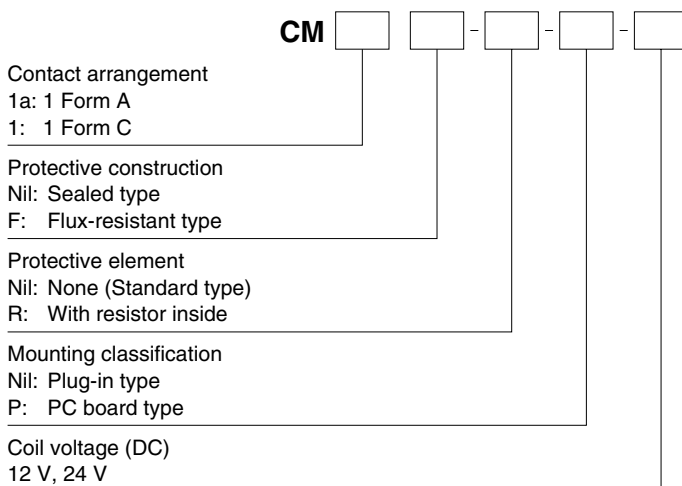 CM - - -
Contact arrangement
1a: 1 Form A
1: 1 Form C
Protective construction
Nil: Sealed type
F: Flux-resistant type
Protective element
Nil: None (Standard type)
R: With resistor inside
Mounting classification
Nil: Plug-in type
P: PC board type
Coil voltage (DC)
12 V, 24 V